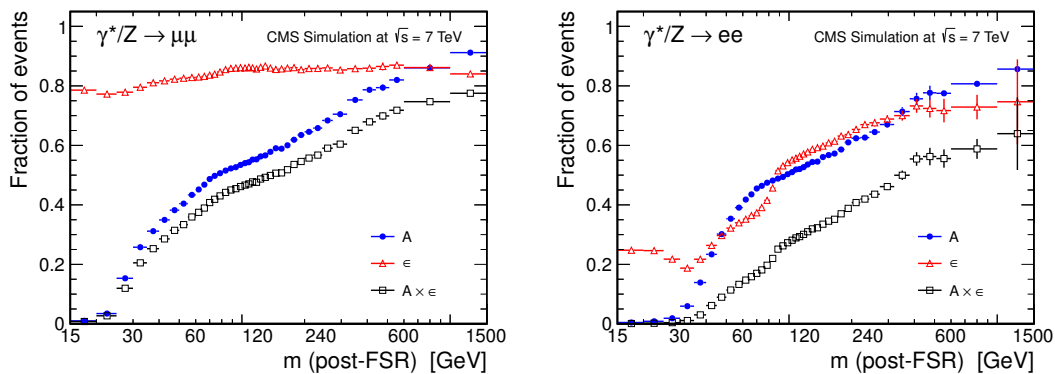 γ*/Z → μμ
CMS Simulation at √s = 7 TeV
Fraction of events
1
0.8
0.6
0.4
0.2
0
A
ϵ
A × ϵ
15 30 60 120 240 600 1500
m (post-FSR) [GeV]
γ*/Z → ee
CMS Simulation at √s = 7 TeV
Fraction of events
1
0.8
0.6
0.4
0.2
0
A
ϵ
A × ϵ
15 30 60 120 240 600 1500
m (post-FSR) [GeV]